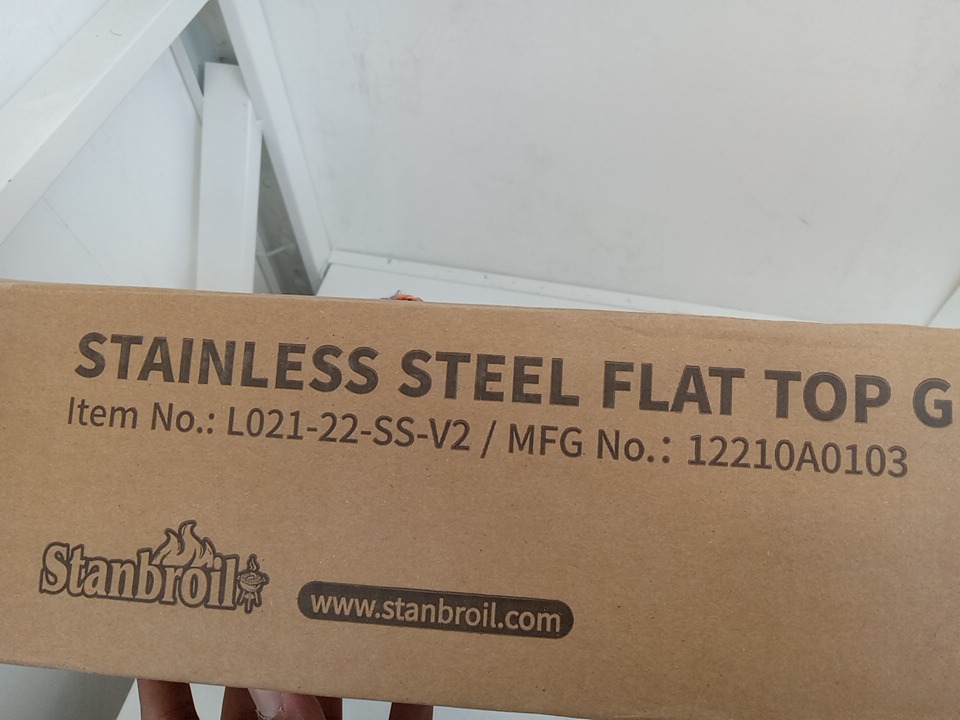 STAINLESS STEEL FLAT TOP G
Item No.: L021-22-SS-V2 / MFG No.: 12210A0103
Stanbroil
www.stanbroil.com